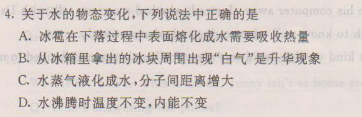 4. 关于水的物态变化,下列说法中正确的是
A. 冰雹在下落过程中表面熔化成水需要吸收热量
B. 从冰箱里拿出的冰块周围出现“白气”是升华现象
C. 水蒸气液化成水,分子间距离增大
D. 水沸腾时温度不变,内能不变